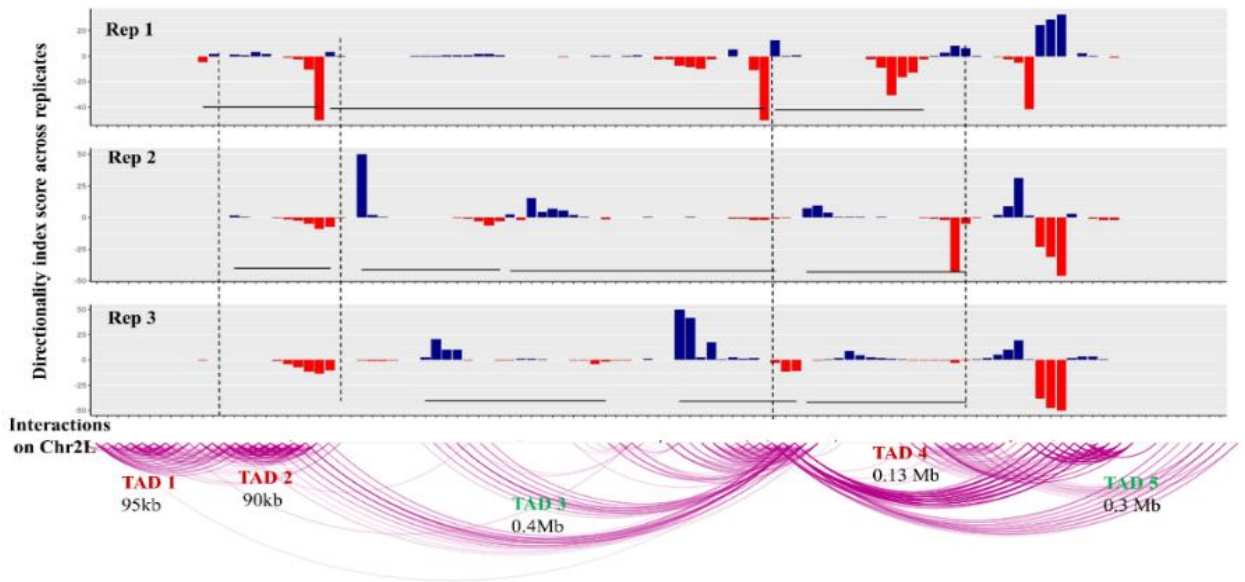 Directionality index score across replicates
Rep 1
20
0
-20
-40
Rep 2
50
25
0
-25
-50
Rep 3
50
25
0
-25
-50
Interactions
on Chr2L
TAD 1
95kb
TAD 2
90kb
TAD 3
0.4Mb
TAD 4
0.13 Mb
TAD 5
0.3 Mb